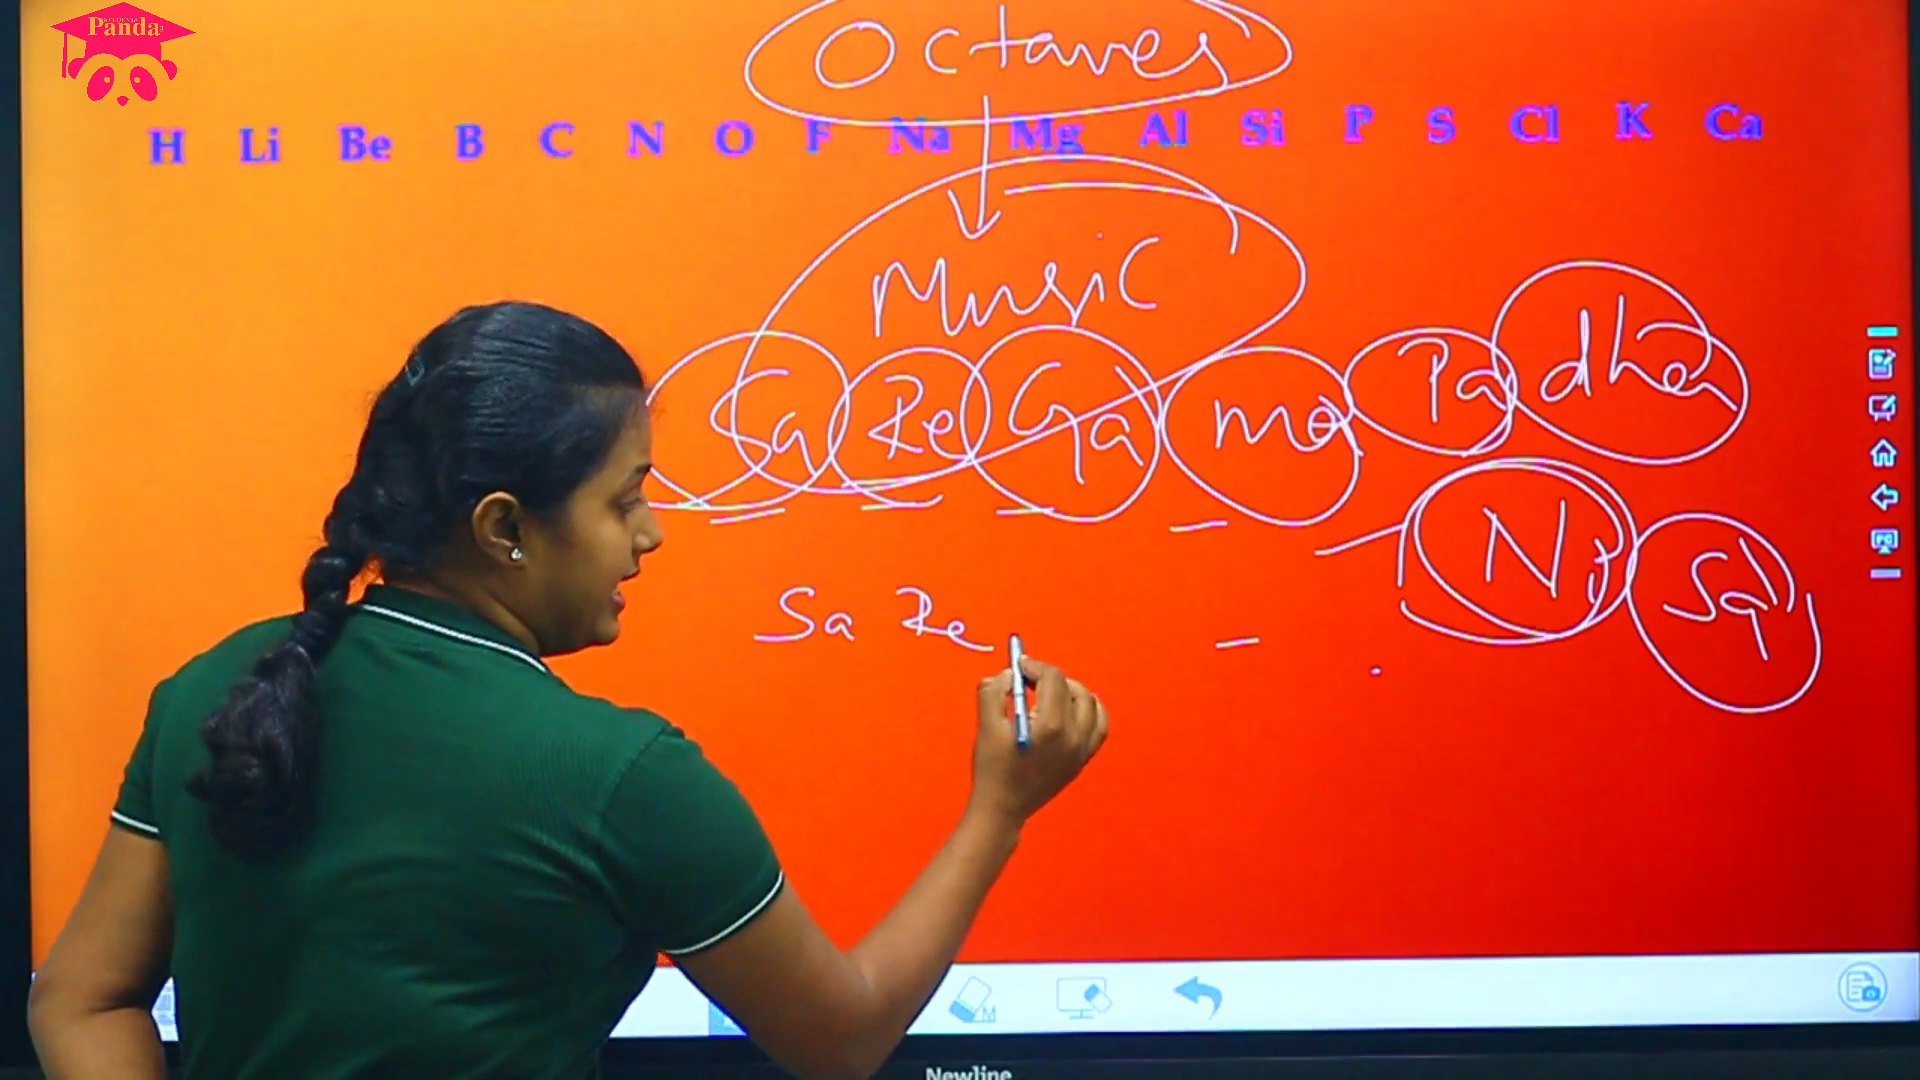 Panda
Octaves
H Li Be B C N O F Na Mg Al Si P S Cl K Ca
Music
Sa Re Ga ma Pa dha
Ni Sa
Sa Re
Newline